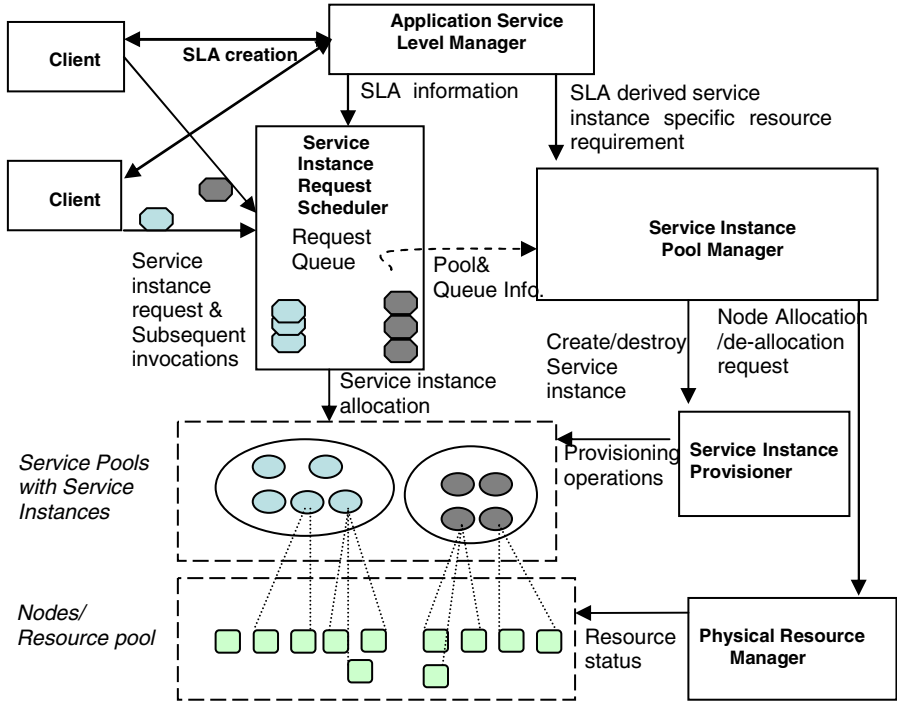 Application Service
Level Manager
Client
SLA creation
SLA information
SLA derived service
instance specific resource
requirement
Client
Service
Instance
Request
Scheduler
Request
Queue
Service Instance
Pool Manager
Pool&
Queue Info.
Service
instance
request &
Subsequent
invocations
Node Allocation
/de-allocation
request
Create/destroy
Service
instance
Service instance
allocation
Service Pools
with Service
Instances
Provisioning
operations
Service Instance
Provisioner
Nodes/
Resource pool
Resource
status
Physical Resource
Manager